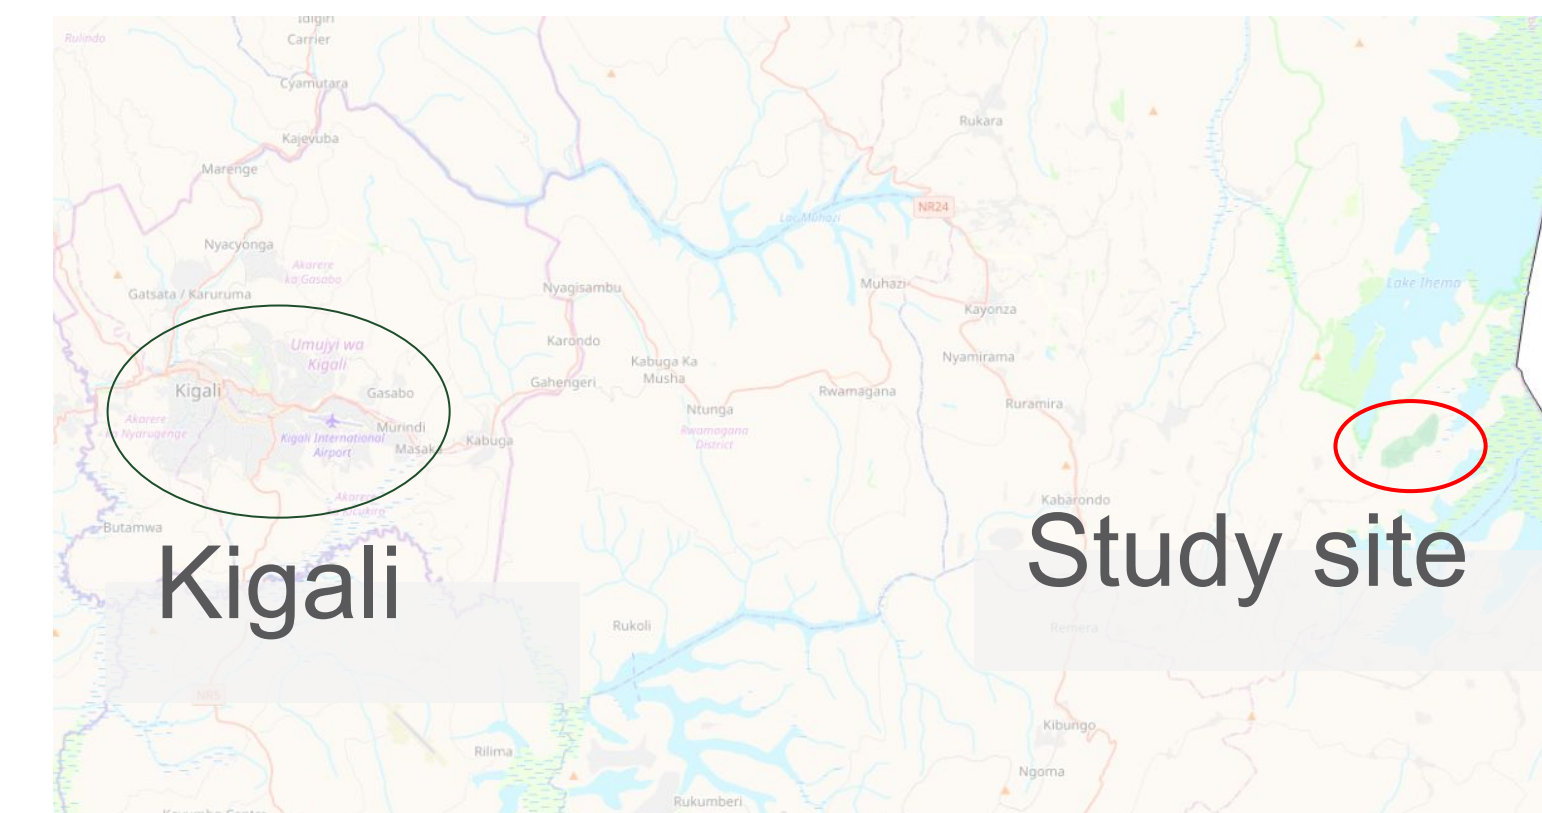 Idigiri
Rulindo
Carrier
Cyamutara
Rukara
Kajevuba
Marenge
NR24
Lac Muhazi
Nyacyonga
Akarere
ka Gasabo
Gatsata / Karuruma
Nyagisambu
Muhazi
Lake Ihema
Kayonza
Umujyi wa
Kigali
Karondo
Kabuga Ka
Musha
Nyamirama
Kigali
Gasabo
Gahengeri
Rwamagana
Ruramira
Ntunga
Akarere
ka Nyarugenge
Murindi
Rwamagana
District
Kigali International
Airport
Masaka
Kabuga
Akarere
ka Kicukiro
Kabarondo
Butamwa
Study site
Kigali
Rukoli
Remera
NR5
Kibungo
Rilima
Ngoma
Rukumberi